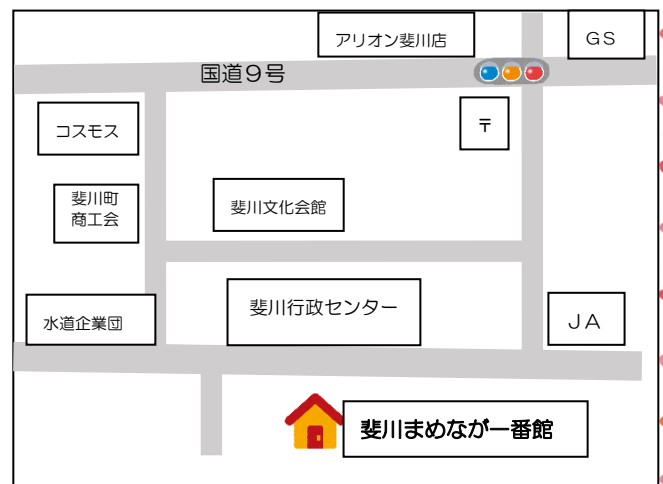 アリオン斐川店
GS
国道9号
コスモス
〒
斐川町
商工会
斐川文化会館
斐川行政センター
水道企業団
JA
斐川まめなが一番館